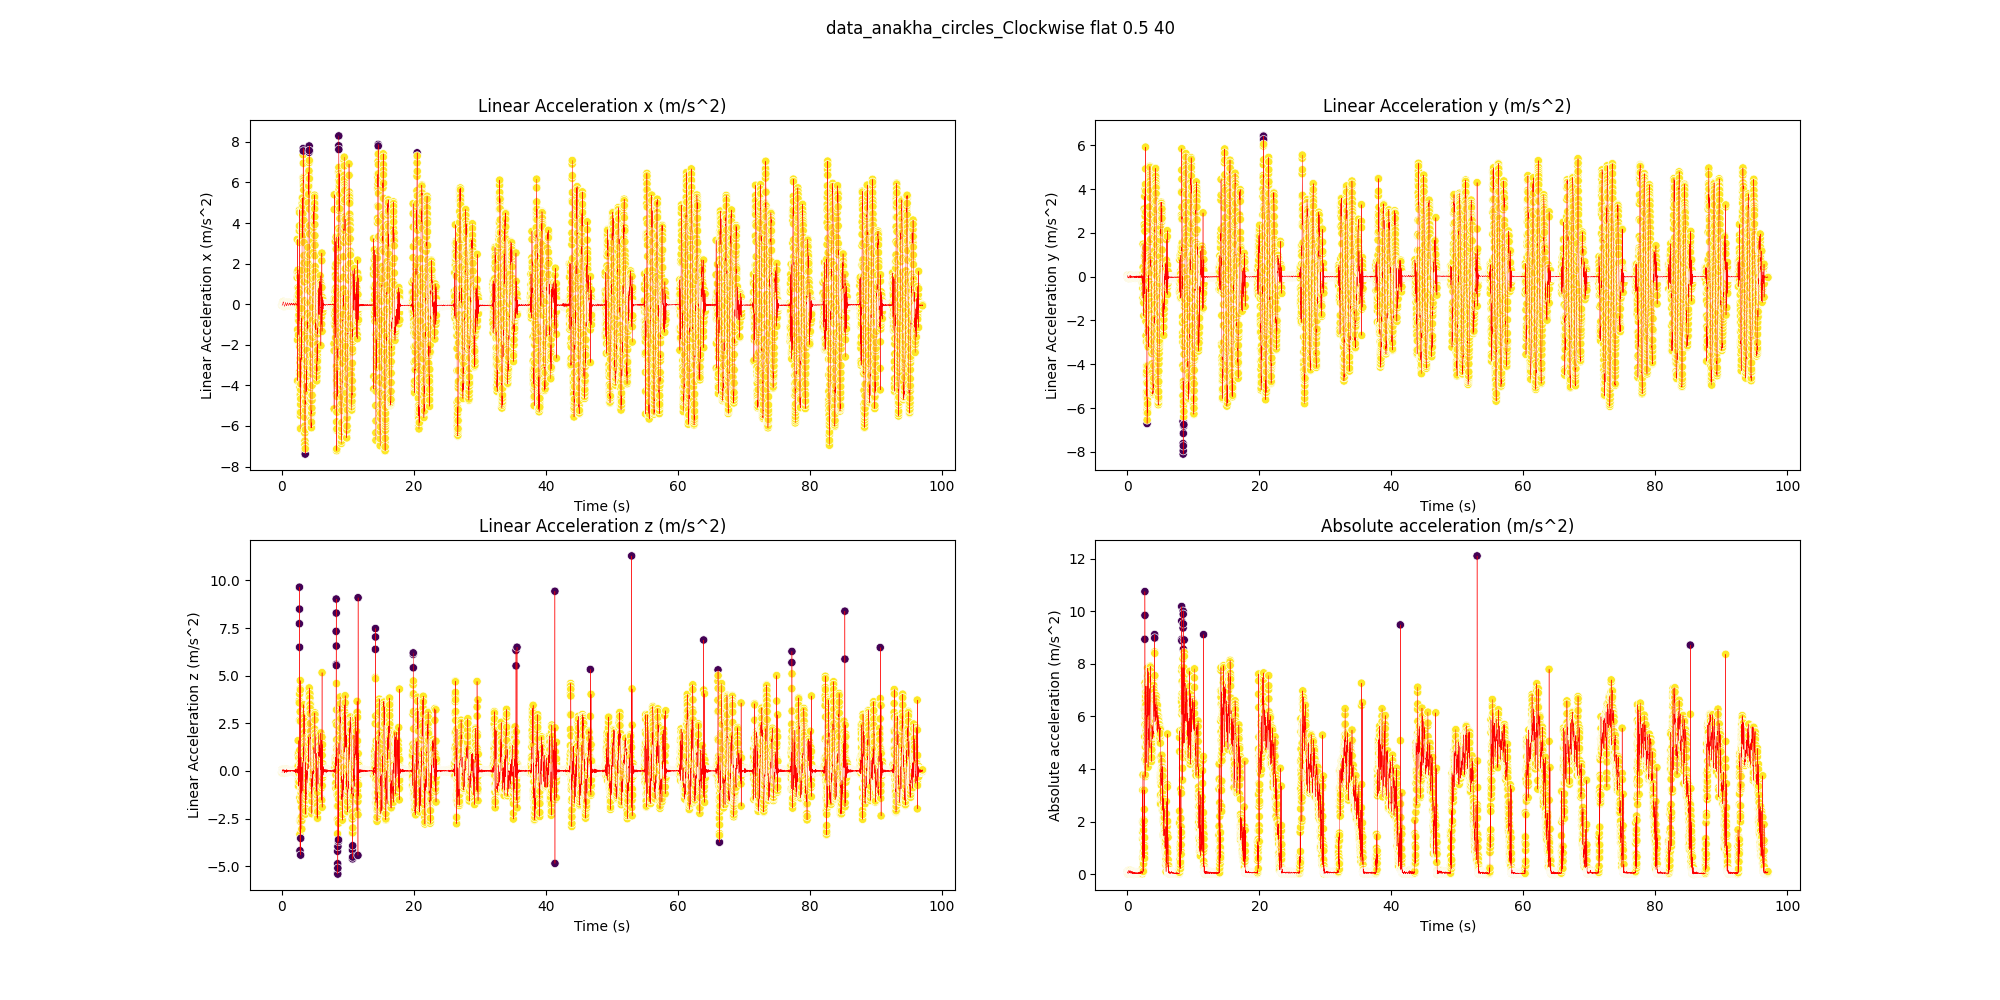 data_anakha_circles_Clockwise flat 0.5 40
Linear Acceleration x (m/s^2)
Linear Acceleration x (m/s^2)
8
6
4
2
0
−2
−4
−6
−8
0 20 40 60 80 100
Time (s)
Linear Acceleration y (m/s^2)
Linear Acceleration y (m/s^2)
6
4
2
0
−2
−4
−6
−8
0 20 40 60 80 100
Time (s)
Linear Acceleration z (m/s^2)
Linear Acceleration z (m/s^2)
10.0
7.5
5.0
2.5
0.0
−2.5
−5.0
0 20 40 60 80 100
Time (s)
Absolute acceleration (m/s^2)
Absolute acceleration (m/s^2)
12
10
8
6
4
2
0
0 20 40 60 80 100
Time (s)